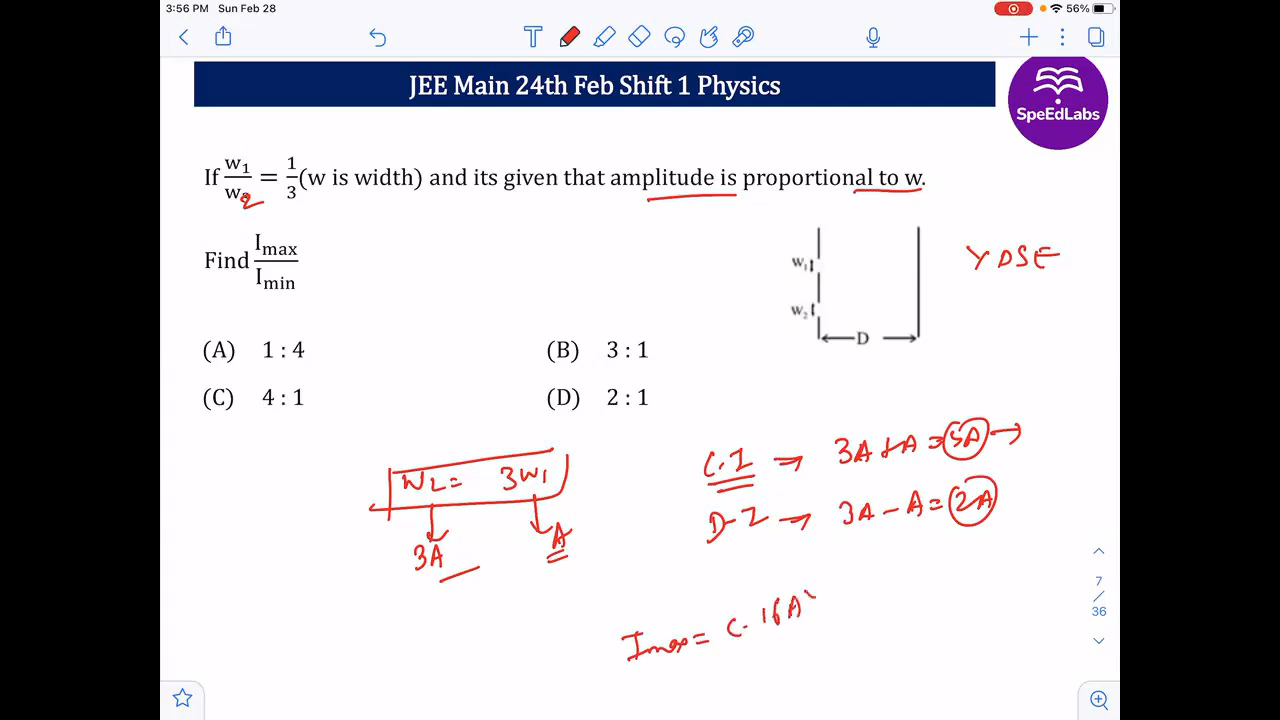 3:56 PM Sun Feb 28
56%
T
JEE Main 24th Feb Shift 1 Physics
SpeEdLabs
If w₁/w₂ = 1/3 (w is width) and its given that amplitude is proportional to w.
Find Imax/Imin
w₁
w₂
D
YDSE
(A) 1 : 4
(B) 3 : 1
(C) 4 : 1
(D) 2 : 1
W₂ = 3W₁
3A A
C.I → 3A + A = 5A →
D-I → 3A - A = 2A
Imax = C. 16A²
7
/
36